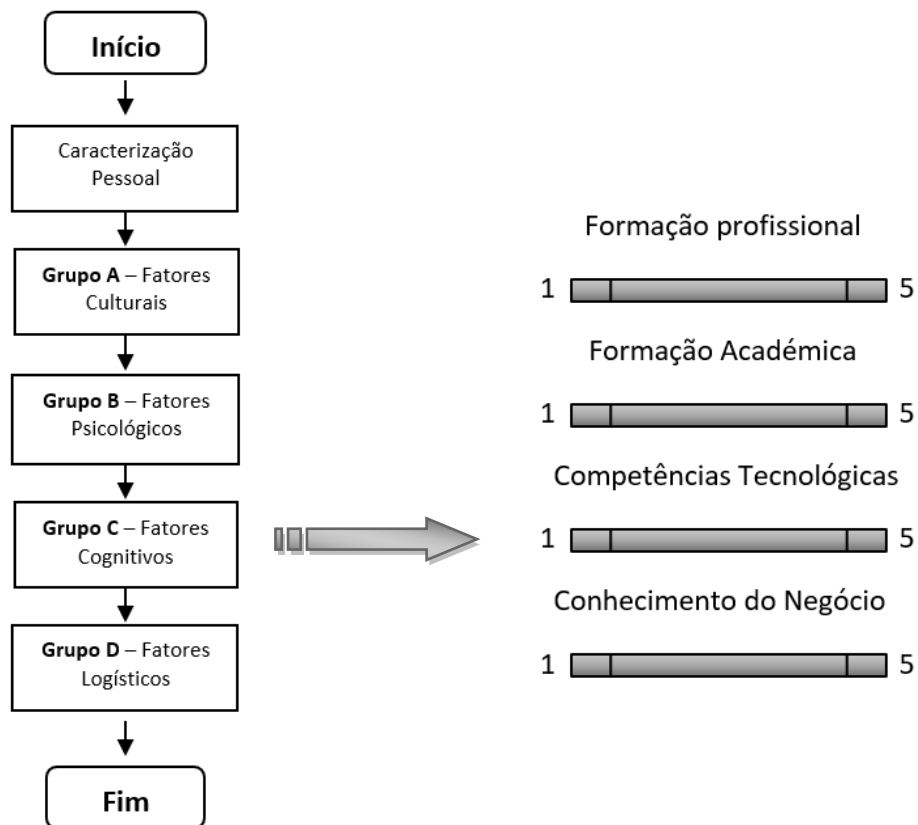 Início
Caracterização
Pessoal
Grupo A – Fatores
Culturais
Grupo B – Fatores
Psicológicos
Grupo C – Fatores
Cognitivos
Grupo D – Fatores
Logísticos
Fim
Formação profissional
1 5
Formação Académica
1 5
Competências Tecnológicas
1 5
Conhecimento do Negócio
1 5